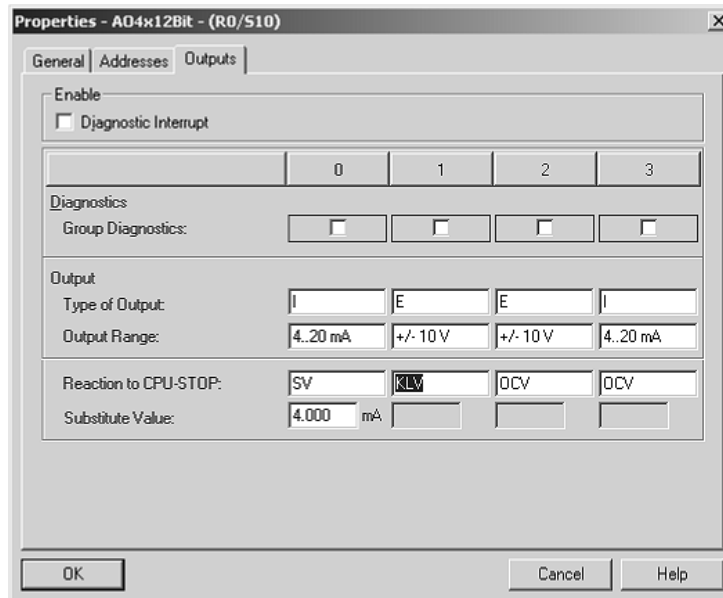 Properties - AO4x12Bit - (R0/S10)
General Addresses Outputs
Enable
Diagnostic Interrupt
0 1 2 3
Diagnostics
Group Diagnostics:
Output
Type of Output: I E E I
Output Range: 4..20 mA +/- 10 V +/- 10 V 4..20 mA
Reaction to CPU-STOP: SV KLV OCV OCV
Substitute Value: 4.000 mA
OK Cancel Help